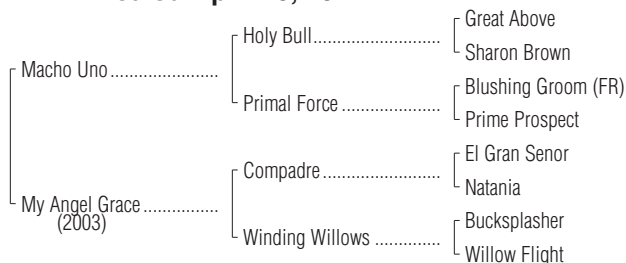 Great Above
Holy Bull
Sharon Brown
Macho Uno
Blushing Groom (FR)
Primal Force
Prime Prospect
El Gran Senor
Compadre
Natania
My Angel Grace
(2003)
Bucksplasher
Winding Willows
Willow Flight